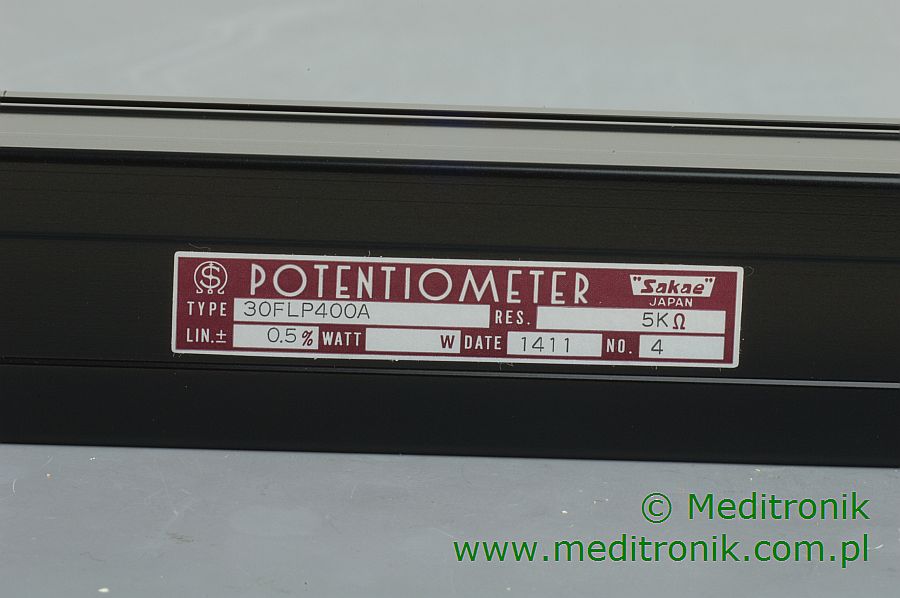 POTENTIOMETER "Sakae"
JAPAN
TYPE 30FLP400A RES. 5KΩ
LIN.± 0.5% WATT W DATE 1411 NO. 4
© Meditronik
www.meditronik.com.pl